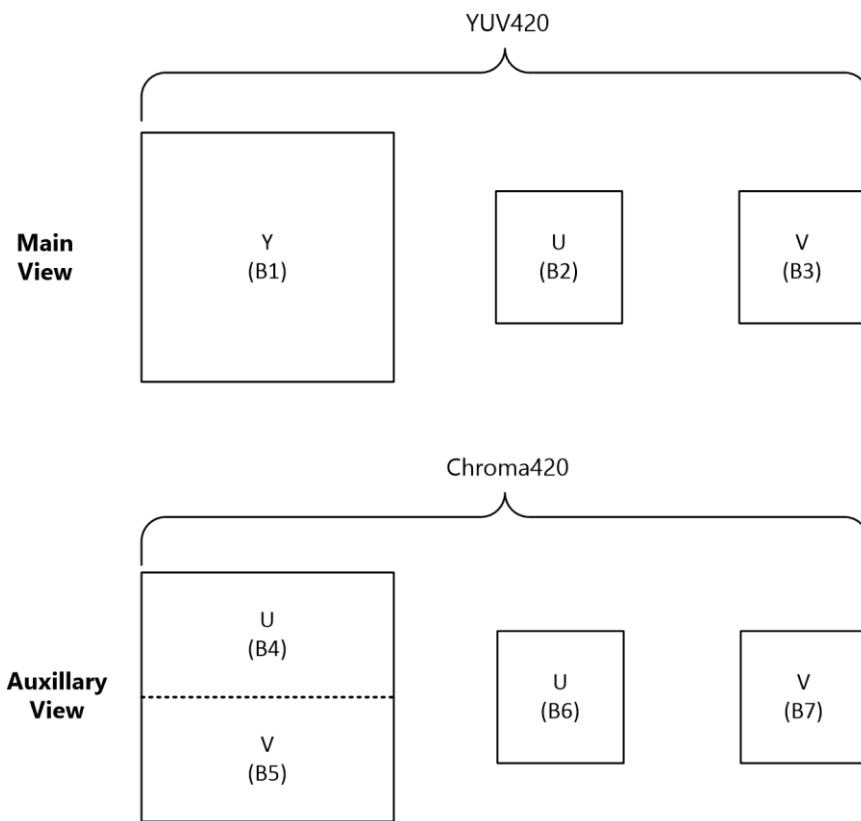 YUV420
Main
View
Y
(B1)
U
(B2)
V
(B3)
Chroma420
Auxillary
View
U
(B4)
V
(B5)
U
(B6)
V
(B7)